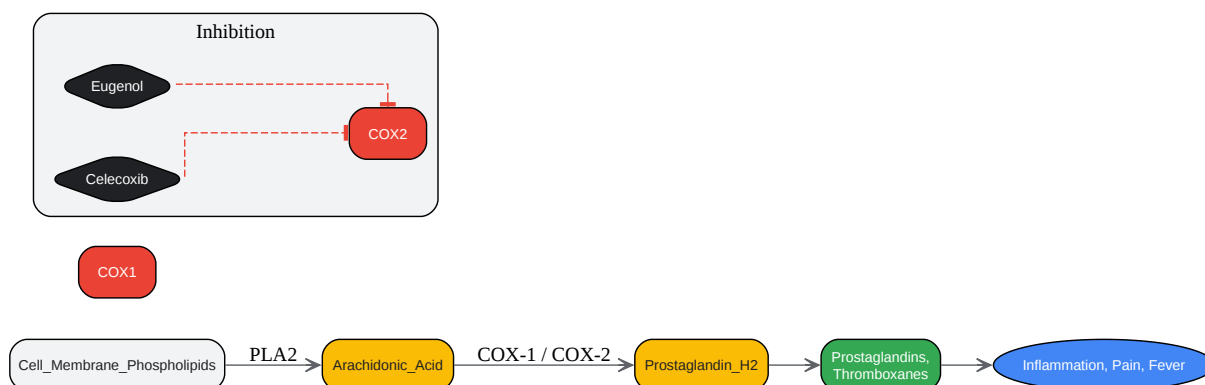 Inhibition
Eugenol
COX2
Celecoxib
COX1
Cell_Membrane_Phospholipids
PLA2
Arachidonic_Acid
COX-1 / COX-2
Prostaglandin_H2
Prostaglandins,
Thromboxanes
Inflammation, Pain, Fever